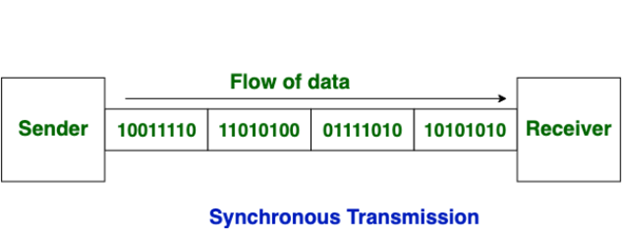 Flow of data
Sender 10011110 11010100 01111010 10101010 Receiver
Synchronous Transmission